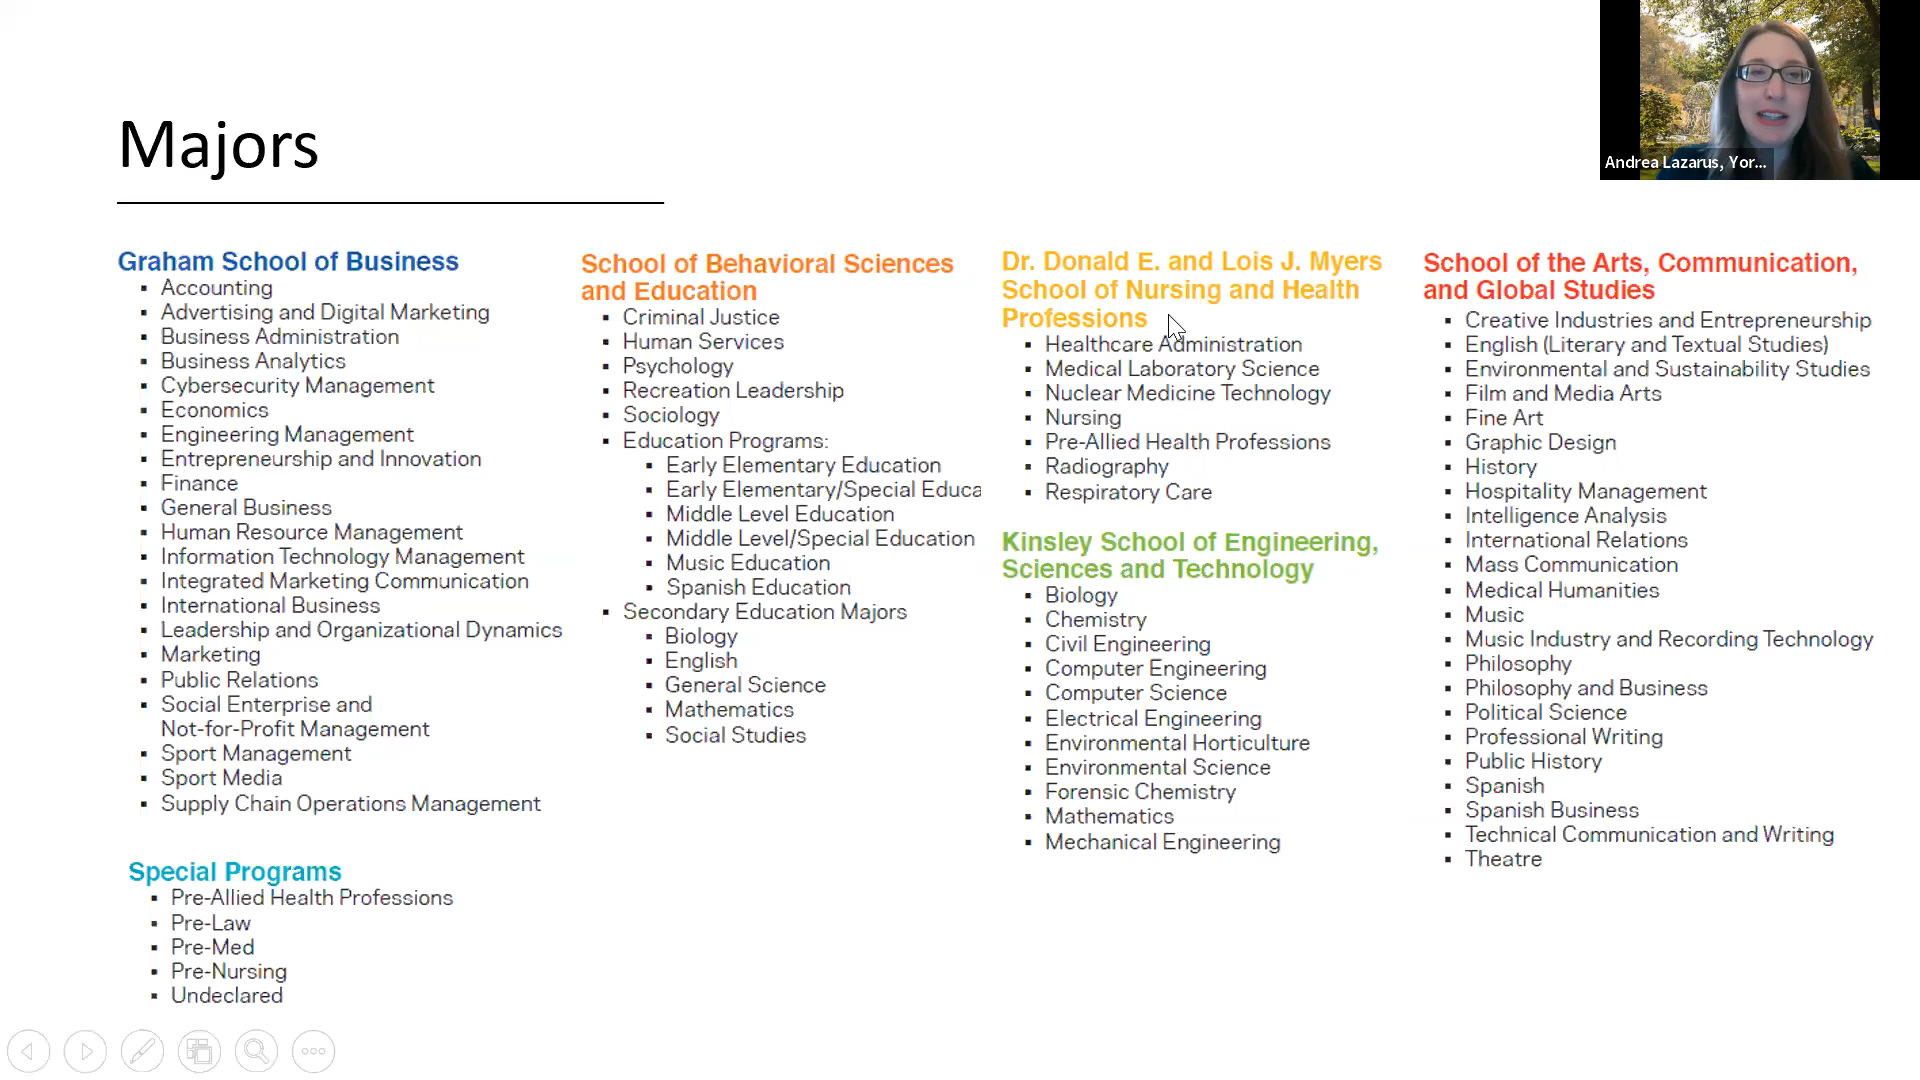 Majors
Andrea Lazarus, Yor...
Graham School of Business
Accounting
Advertising and Digital Marketing
Business Administration
Business Analytics
Cybersecurity Management
Economics
Engineering Management
Entrepreneurship and Innovation
Finance
General Business
Human Resource Management
Information Technology Management
Integrated Marketing Communication
International Business
Leadership and Organizational Dynamics
Marketing
Public Relations
Social Enterprise and
Not-for-Profit Management
Sport Management
Sport Media
Supply Chain Operations Management
Special Programs
Pre-Allied Health Professions
Pre-Law
Pre-Med
Pre-Nursing
Undeclared
School of Behavioral Sciences
and Education
Criminal Justice
Human Services
Psychology
Recreation Leadership
Sociology
Education Programs:
Early Elementary Education
Early Elementary/Special Educa
Middle Level Education
Middle Level/Special Education
Music Education
Spanish Education
Secondary Education Majors
Biology
English
General Science
Mathematics
Social Studies
Dr. Donald E. and Lois J. Myers
School of Nursing and Health
Professions
Healthcare Administration
Medical Laboratory Science
Nuclear Medicine Technology
Nursing
Pre-Allied Health Professions
Radiography
Respiratory Care
Kinsley School of Engineering,
Sciences and Technology
Biology
Chemistry
Civil Engineering
Computer Engineering
Computer Science
Electrical Engineering
Environmental Horticulture
Environmental Science
Forensic Chemistry
Mathematics
Mechanical Engineering
School of the Arts, Communication,
and Global Studies
Creative Industries and Entrepreneurship
English (Literary and Textual Studies)
Environmental and Sustainability Studies
Film and Media Arts
Fine Art
Graphic Design
History
Hospitality Management
Intelligence Analysis
International Relations
Mass Communication
Medical Humanities
Music
Music Industry and Recording Technology
Philosophy
Philosophy and Business
Political Science
Professional Writing
Public History
Spanish
Spanish Business
Technical Communication and Writing
Theatre